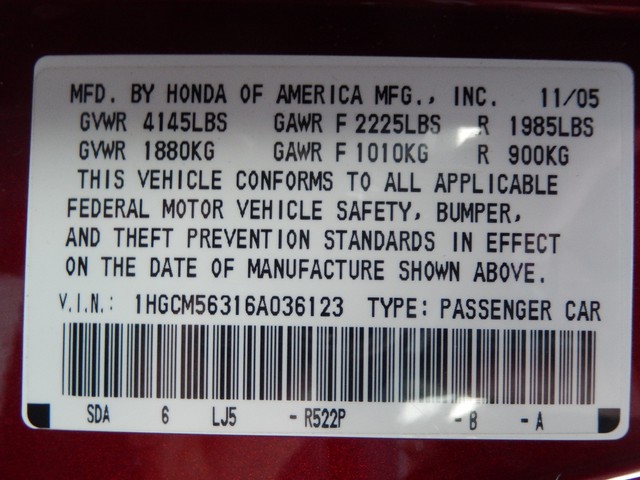 MFD. BY HONDA OF AMERICA MFG., INC. 11/05
GVWR 4145LBS GAWR F 2225LBS R 1985LBS
GVWR 1880KG GAWR F 1010KG R 900KG
THIS VEHICLE CONFORMS TO ALL APPLICABLE
FEDERAL MOTOR VEHICLE SAFETY, BUMPER,
AND THEFT PREVENTION STANDARDS IN EFFECT
ON THE DATE OF MANUFACTURE SHOWN ABOVE.
V.I.N.: 1HGCM56316A036123 TYPE: PASSENGER CAR
SDA 6 LJ5 -R522P -B -A